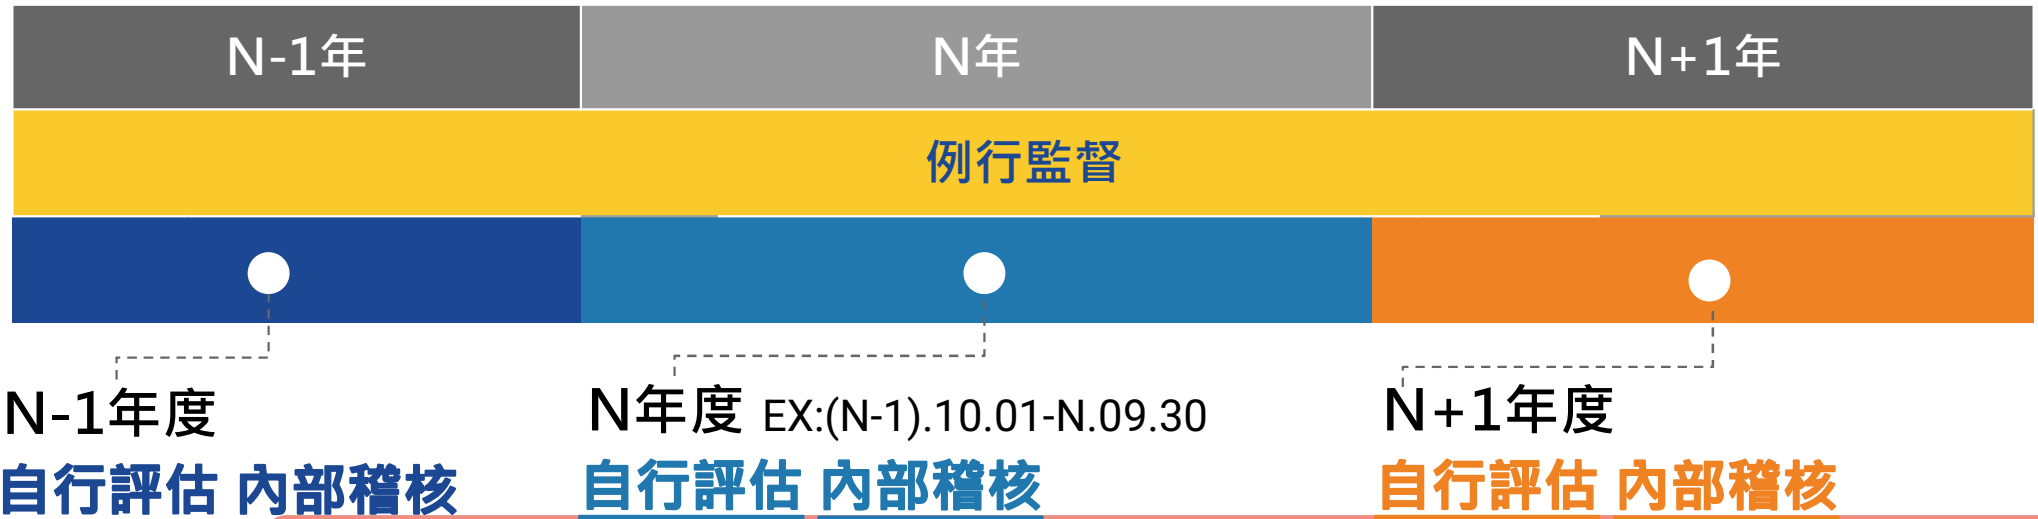 N-1年 N年 N+1年
例行監督
N-1年度 N年度 EX:(N-1).10.01-N.09.30 N+1年度
自行評估 內部稽核 自行評估 內部稽核 自行評估 內部稽核